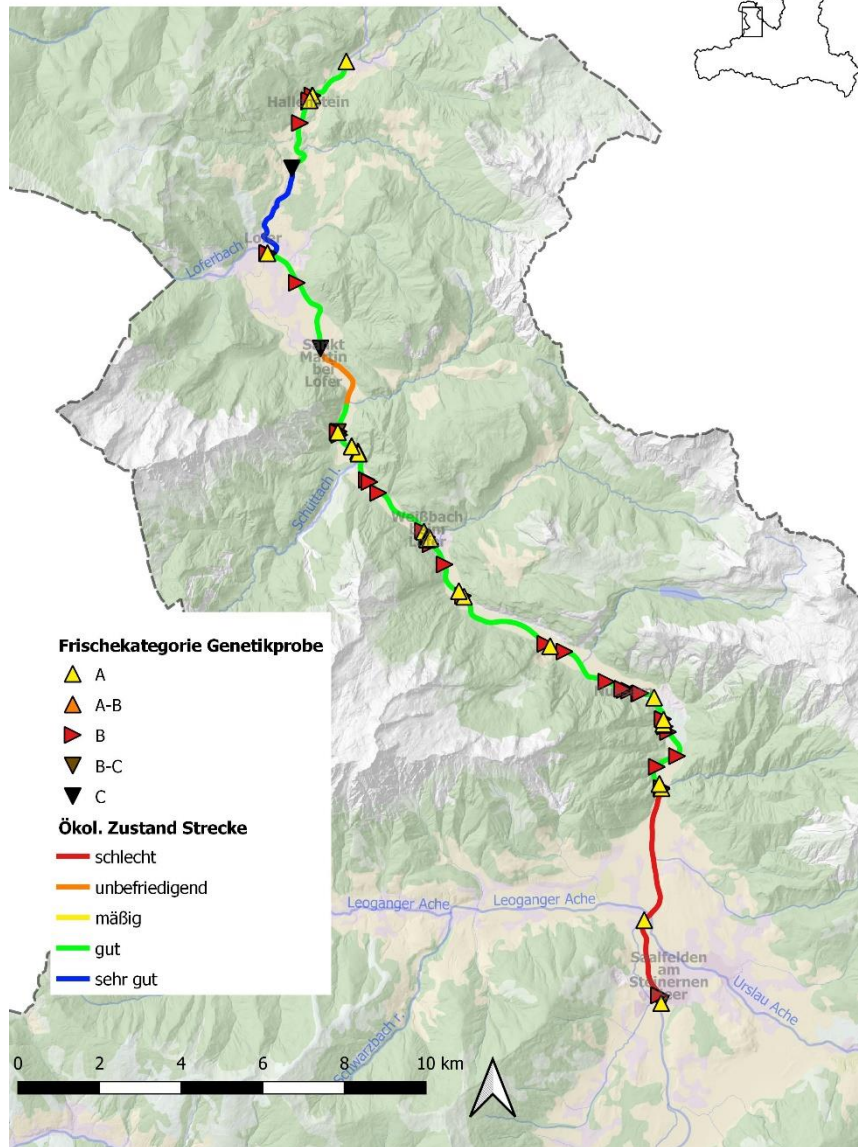 Hallenstein
Lofer
Loferbach
Sankt
Martin
bei
Lofer
Schüttach l.
Weißbach
Lofer
Frischekategorie Genetikprobe
A
A-B
B
B-C
C
Ökol. Zustand Strecke
schlecht
unbefriedigend
mäßig
gut
sehr gut
Leoganger Ache
Leoganger Ache
Saalfelden
am
Steinernen
Urslau Ache
Schwarzbach r.
0 2 4 6 8 10 km